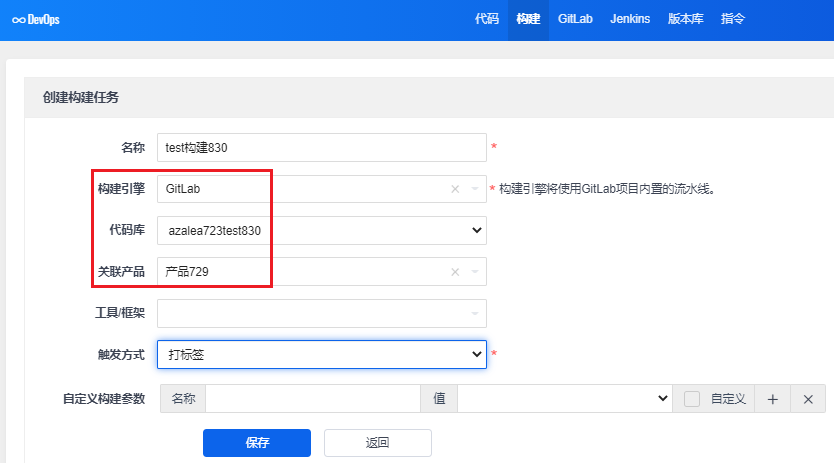 DevOps 代码 构建 GitLab Jenkins 版本库 指令
创建构建任务
名称 test构建830 *
构建引擎 GitLab * 构建引擎将使用GitLab项目内置的流水线。
代码库 azalea723test830
关联产品 产品729
工具/框架
触发方式 打标签 *
自定义构建参数 名称 值 自定义
保存 返回